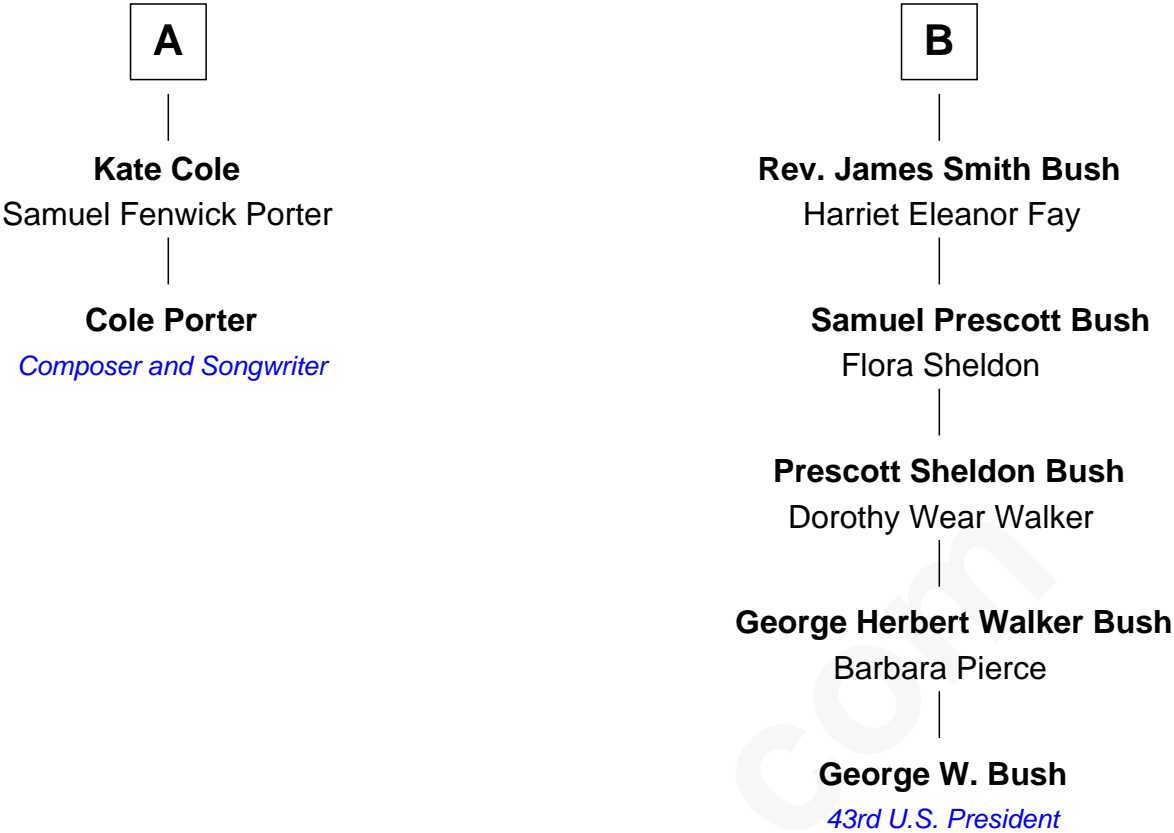 A
Kate Cole
Samuel Fenwick Porter
Cole Porter
Composer and Songwriter
B
Rev. James Smith Bush
Harriet Eleanor Fay
Samuel Prescott Bush
Flora Sheldon
Prescott Sheldon Bush
Dorothy Wear Walker
George Herbert Walker Bush
Barbara Pierce
George W. Bush
43rd U.S. President
com